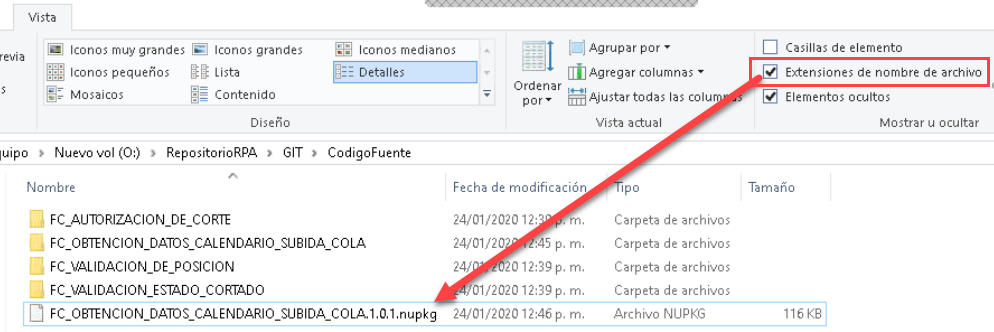 Vista
revia
s
Iconos muy grandes
Iconos grandes
Iconos medianos
Iconos pequeños
Lista
Detalles
Mosaicos
Contenido
Diseño
Ordenar
por
Agrupar por
Agregar columnas
Ajustar todas las columnas
Vista actual
Casillas de elemento
Extensiones de nombre de archivo
Elementos ocultos
Mostrar u ocultar
quipo > Nuevo vol (O:) > RepositorioRPA > GIT > CodigoFuente
Nombre Fecha de modificación Tipo Tamaño
FC_AUTORIZACION_DE_CORTE 24/01/2020 12:39 p. m. Carpeta de archivos
FC_OBTENCION_DATOS_CALENDARIO_SUBIDA_COLA 24/01/2020 12:45 p. m. Carpeta de archivos
FC_VALIDACION_DE_POSICION 24/01/2020 12:39 p. m. Carpeta de archivos
FC_VALIDACION_ESTADO_CORTADO 24/01/2020 12:39 p. m. Carpeta de archivos
FC_OBTENCION_DATOS_CALENDARIO_SUBIDA_COLA.1.0.1.nupkg 24/01/2020 12:46 p. m. Archivo NUPKG 116 KB